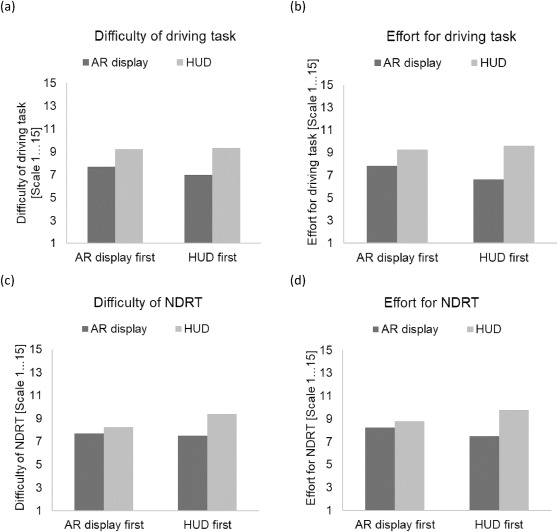 (a)
Difficulty of driving task
AR display HUD
Difficulty of driving task
[Scale 1…15]
15
13
11
9
7
5
3
1
AR display first HUD first
(b)
Effort for driving task
AR display HUD
Effort for driving task [Scale 1…15]
15
13
11
9
7
5
3
1
AR display first HUD first
(c)
Difficulty of NDRT
AR display HUD
Difficulty of NDRT [Scale 1…15]
15
13
11
9
7
5
3
1
AR display first HUD first
(d)
Effort for NDRT
AR display HUD
Effort for NDRT [Scale 1…15]
15
13
11
9
7
5
3
1
AR display first HUD first